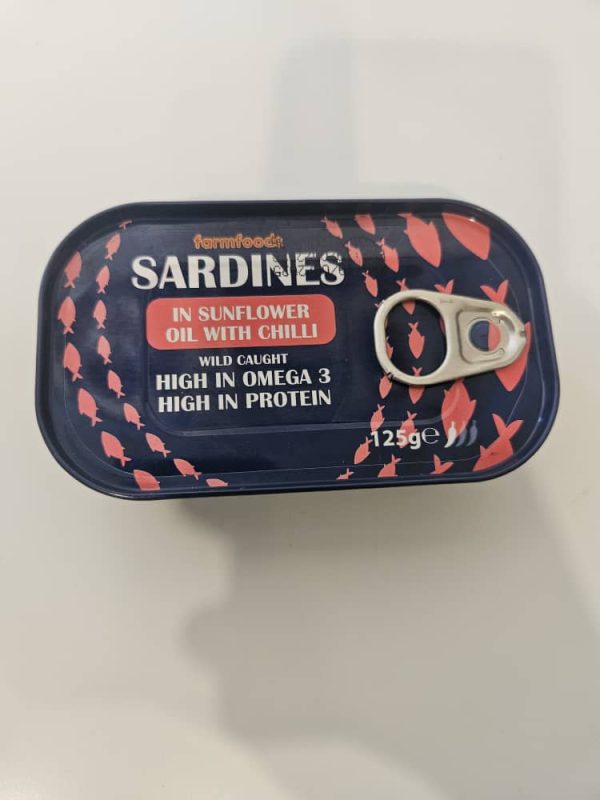 farmfoods
SARDINES
IN SUNFLOWER
OIL WITH CHILLI
WILD CAUGHT
HIGH IN OMEGA 3
HIGH IN PROTEIN
125g℮